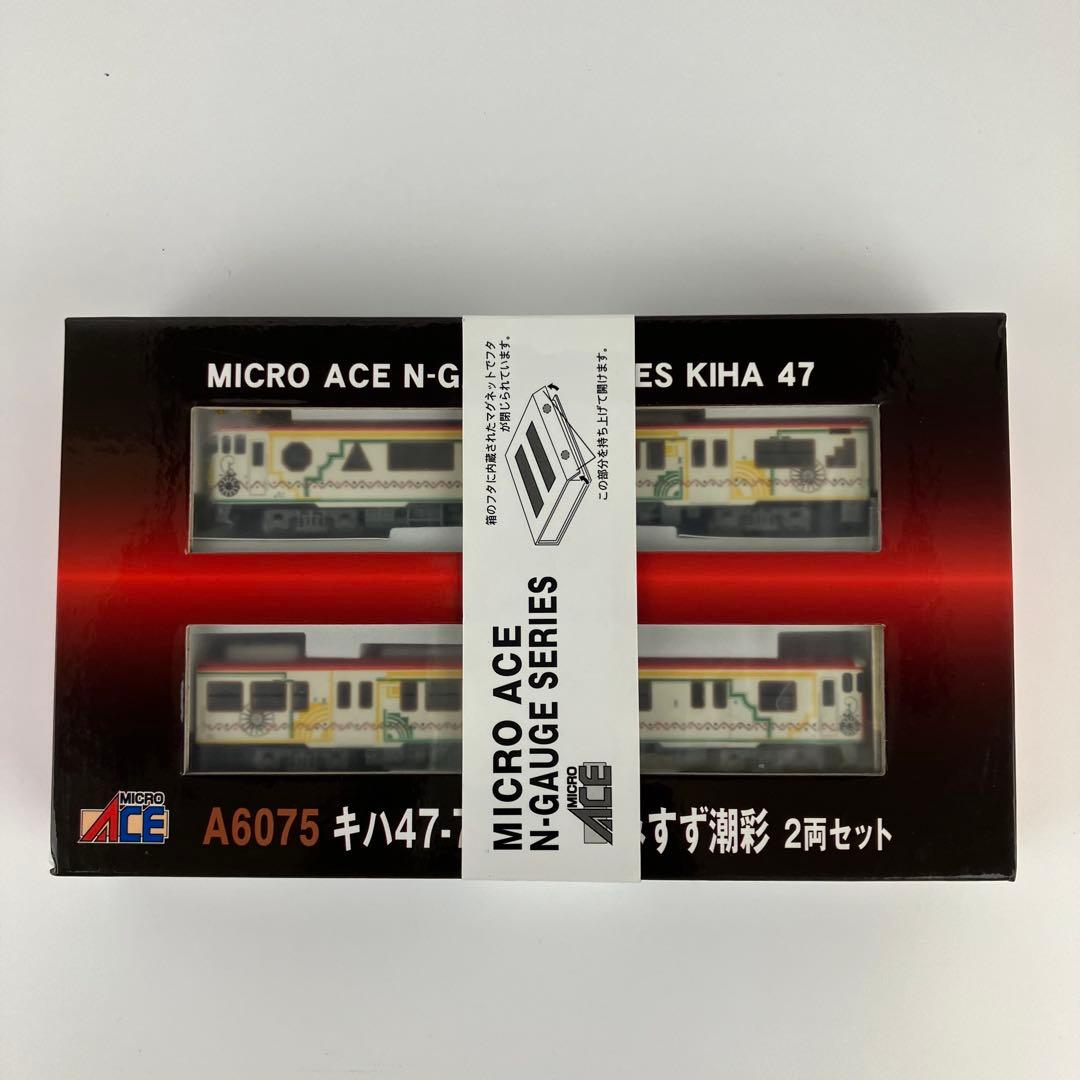 MICRO ACE N-G
ES KIHA 47
箱のフタに内蔵されたマグネットでフタ
が閉じられています。
この部分を持ち上げて開けます。
MICRO ACE
N-GAUGE SERIES
MICRO
ACE
MICRO
ACE
A6075 キハ47-7
すず潮彩 2両セット